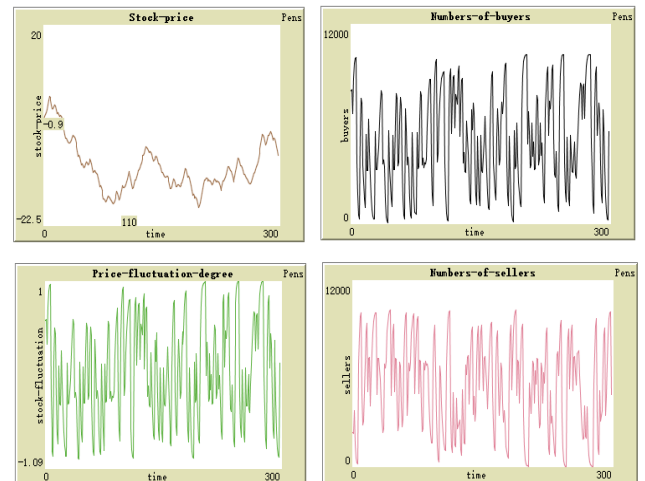 Stock-price
Pens
20
stock-price
-0.9
-22.5
110
0
time
300
Numbers-of-buyers
Pens
12000
buyers
0
0
time
300
Price-fluctuation-degree
Pens
1
stock-fluctuation
-1.09
0
time
300
Numbers-of-sellers
Pens
12000
sellers
0
0
time
300